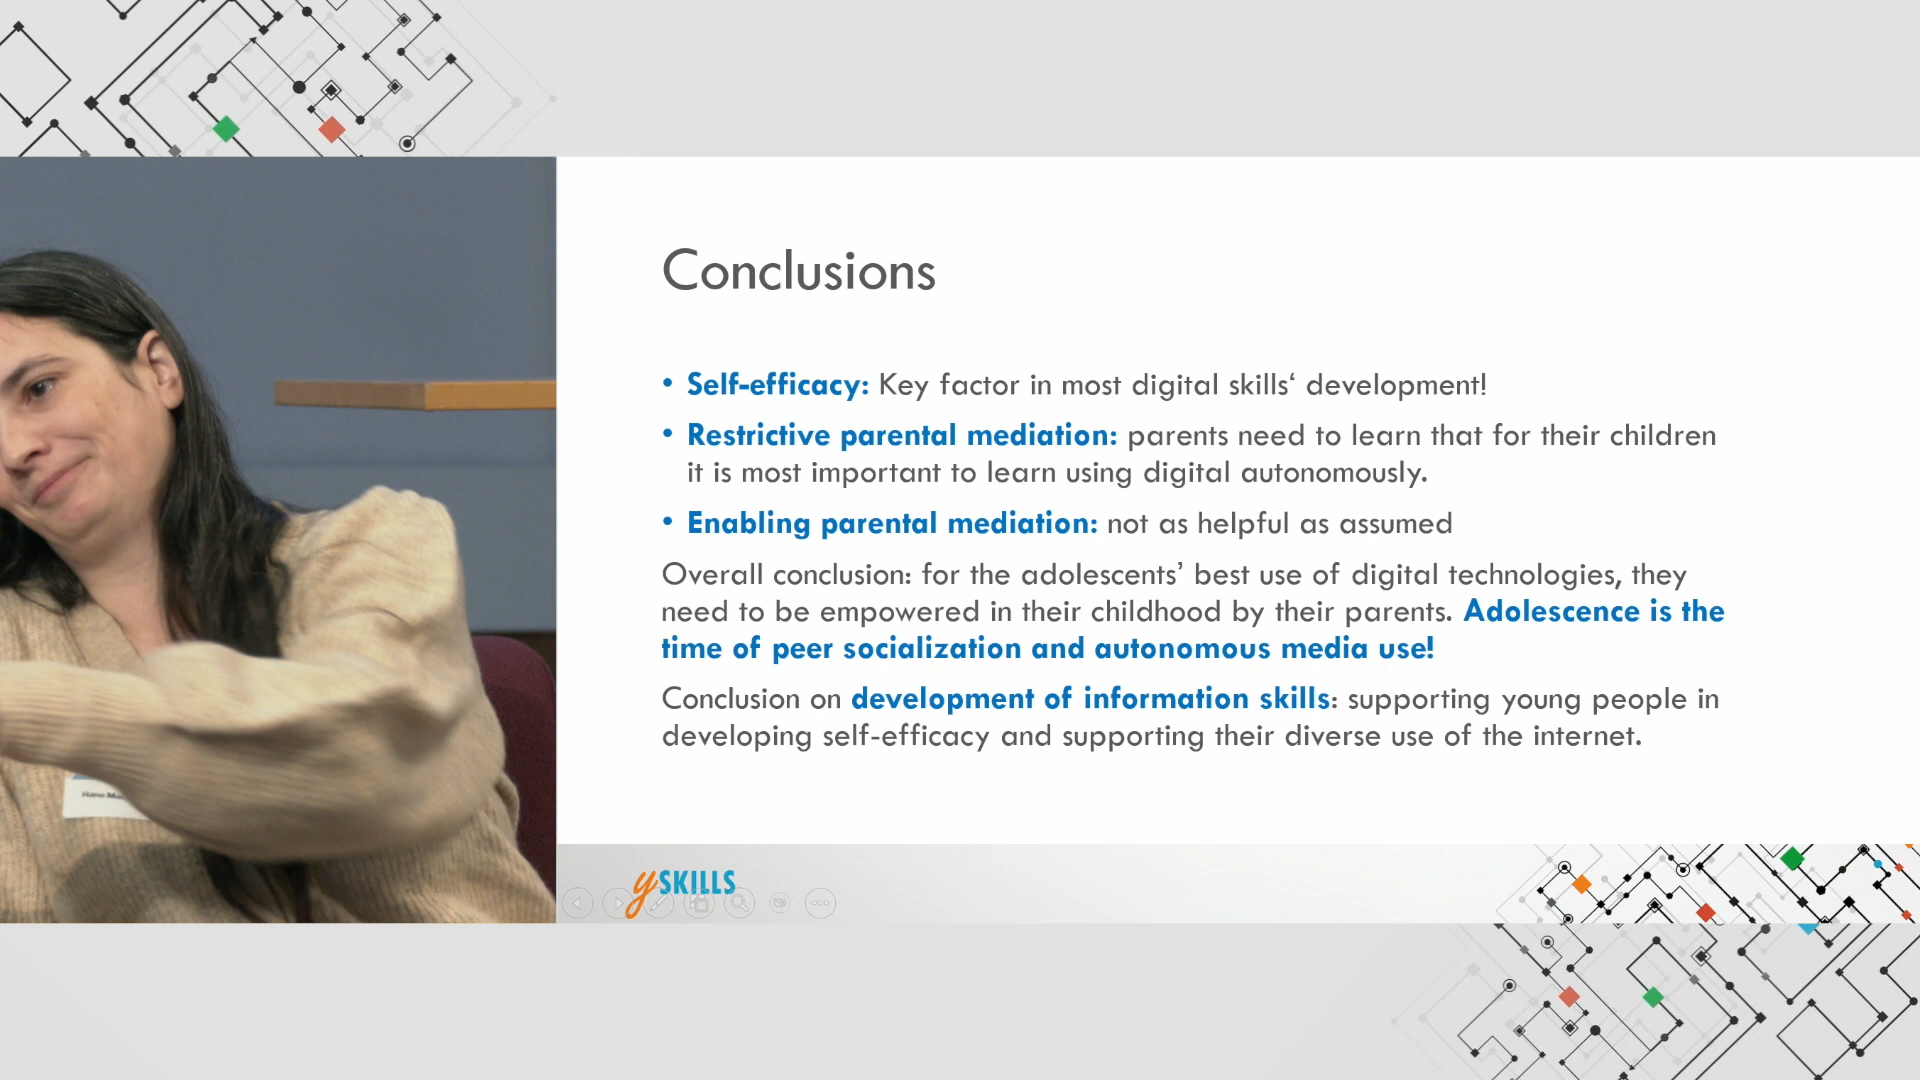 Conclusions
• Self-efficacy: Key factor in most digital skills‘ development!
• Restrictive parental mediation: parents need to learn that for their children
it is most important to learn using digital autonomously.
• Enabling parental mediation: not as helpful as assumed
Overall conclusion: for the adolescents’ best use of digital technologies, they
need to be empowered in their childhood by their parents. Adolescence is the
time of peer socialization and autonomous media use!
Conclusion on development of information skills: supporting young people in
developing self-efficacy and supporting their diverse use of the internet.
ySKILLS